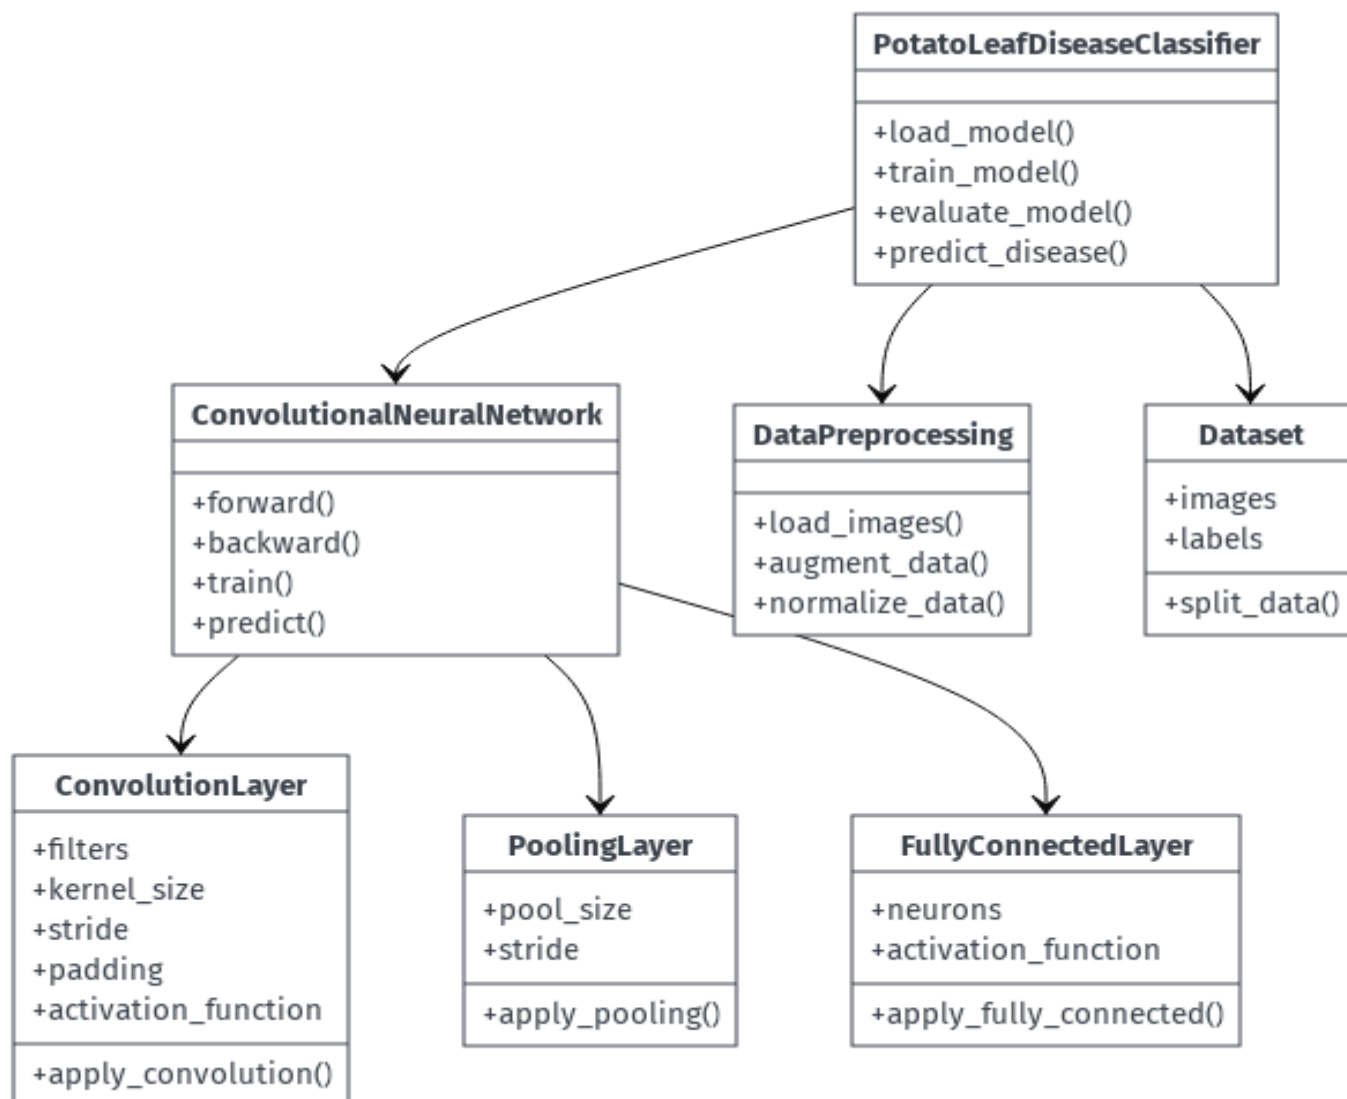 PotatoLeafDiseaseClassifier
+load_model()
+train_model()
+evaluate_model()
+predict_disease()
ConvolutionalNeuralNetwork
+forward()
+backward()
+train()
+predict()
DataPreprocessing
+load_images()
+augment_data()
+normalize_data()
Dataset
+images
+labels
+split_data()
ConvolutionLayer
+filters
+kernel_size
+stride
+padding
+activation_function
+apply_convolution()
PoolingLayer
+pool_size
+stride
+apply_pooling()
FullyConnectedLayer
+neurons
+activation_function
+apply_fully_connected()